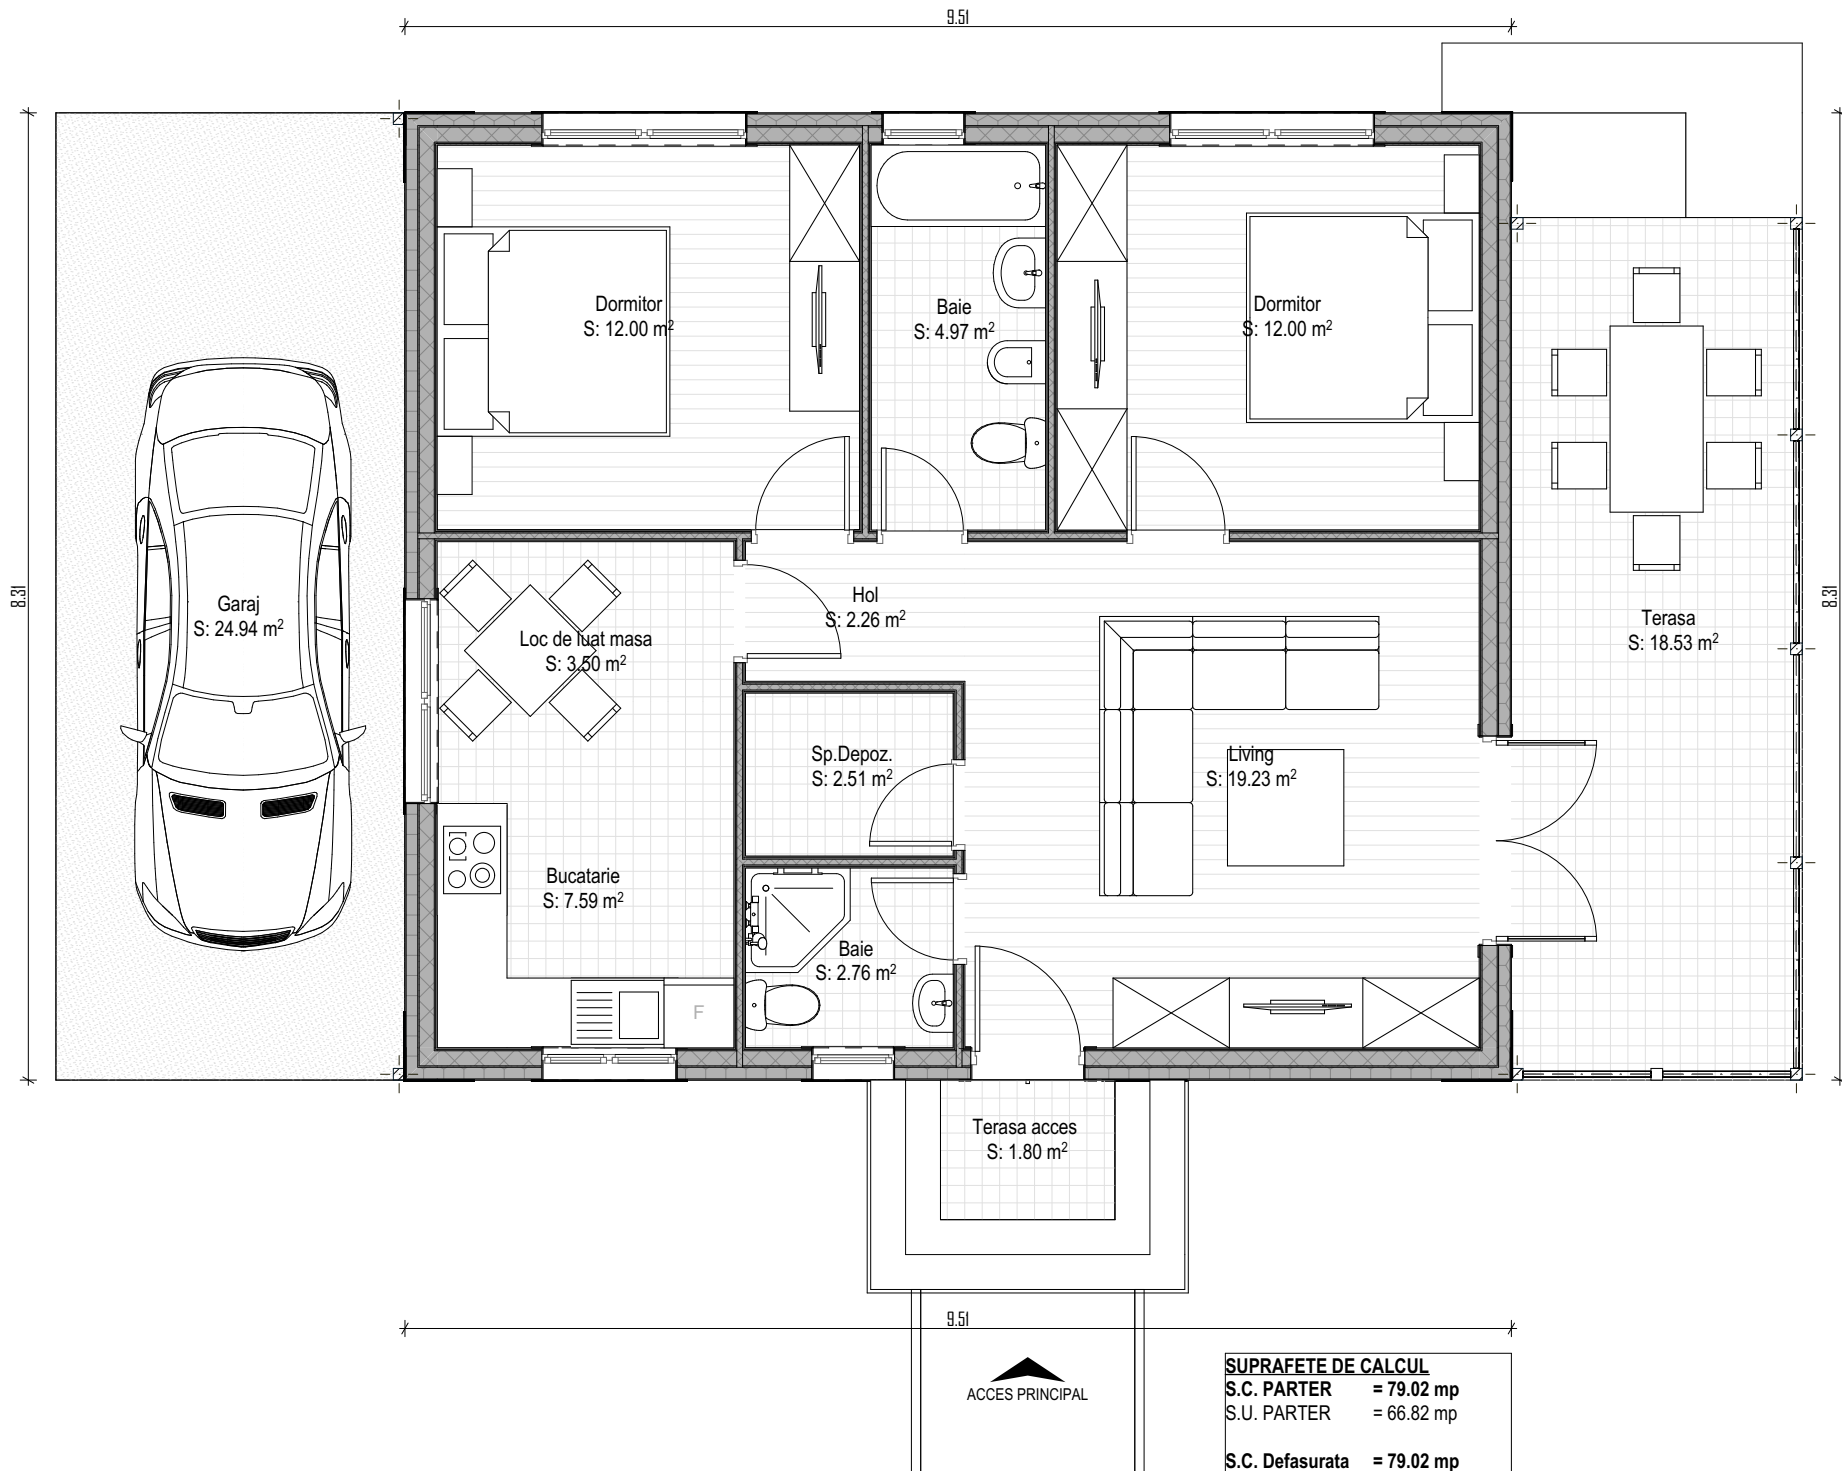 9.51
8.31
Dormitor
S: 12.00 m²
Baie
S: 4.97 m²
Dormitor
S: 12.00 m²
Garaj
S: 24.94 m²
Loc de luat masa
S: 3.50 m²
Hol
S: 2.26 m²
Terasa
S: 18.53 m²
8.31
Sp.Depoz.
S: 2.51 m²
Living
S: 19.23 m²
Bucatarie
S: 7.59 m²
Baie
S: 2.76 m²
F
Terasa acces
S: 1.80 m²
9.51
ACCES PRINCIPAL
SUPRAFETE DE CALCUL
S.C. PARTER = 79.02 mp
S.U. PARTER = 66.82 mp
S.C. Defasurata = 79.02 mp